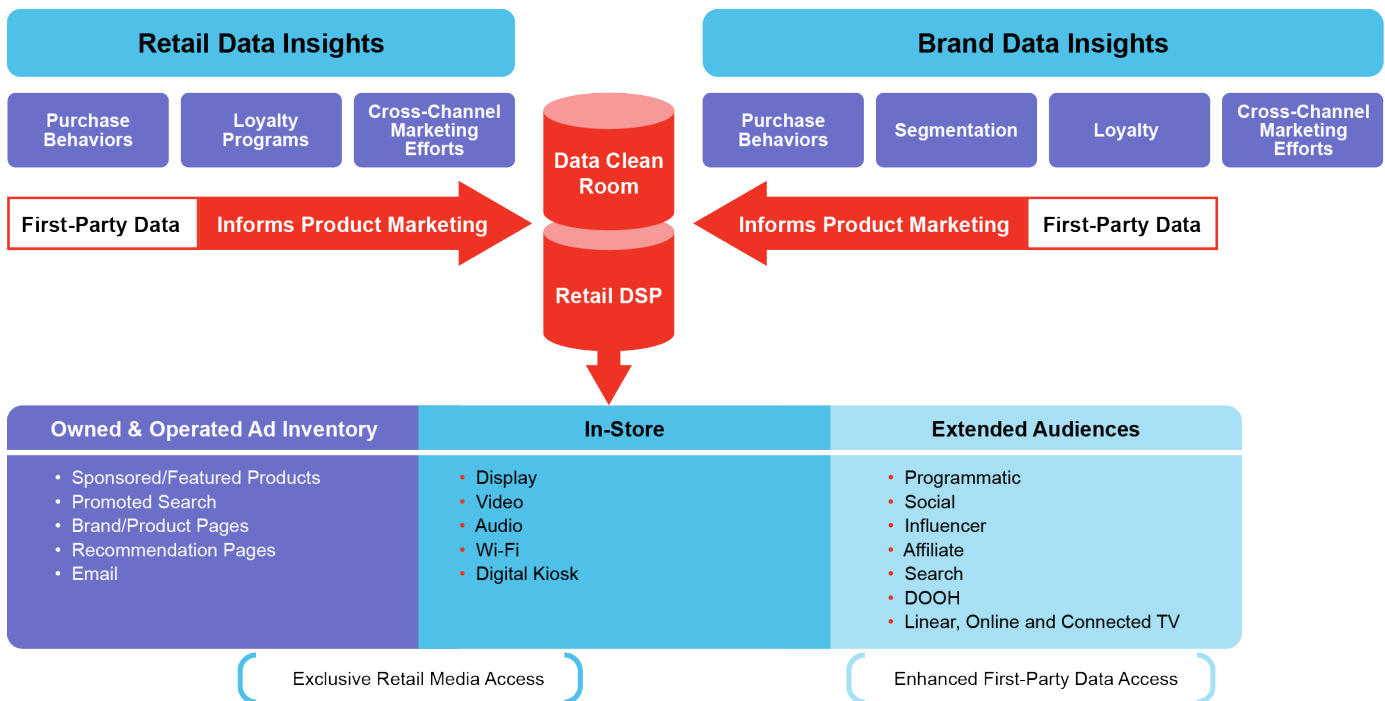 Retail Data Insights
Brand Data Insights
Purchase
Behaviors
Loyalty
Programs
Cross-Channel
Marketing
Efforts
Data Clean
Room
Purchase
Behaviors
Segmentation
Loyalty
Cross-Channel
Marketing
Efforts
First-Party Data
Informs Product Marketing
Informs Product Marketing
First-Party Data
Retail DSP
Owned & Operated Ad Inventory
• Sponsored/Featured Products
• Promoted Search
• Brand/Product Pages
• Recommendation Pages
• Email
In-Store
• Display
• Video
• Audio
• Wi-Fi
• Digital Kiosk
Extended Audiences
• Programmatic
• Social
• Influencer
• Affiliate
• Search
• DOOH
• Linear, Online and Connected TV
Exclusive Retail Media Access
Enhanced First-Party Data Access